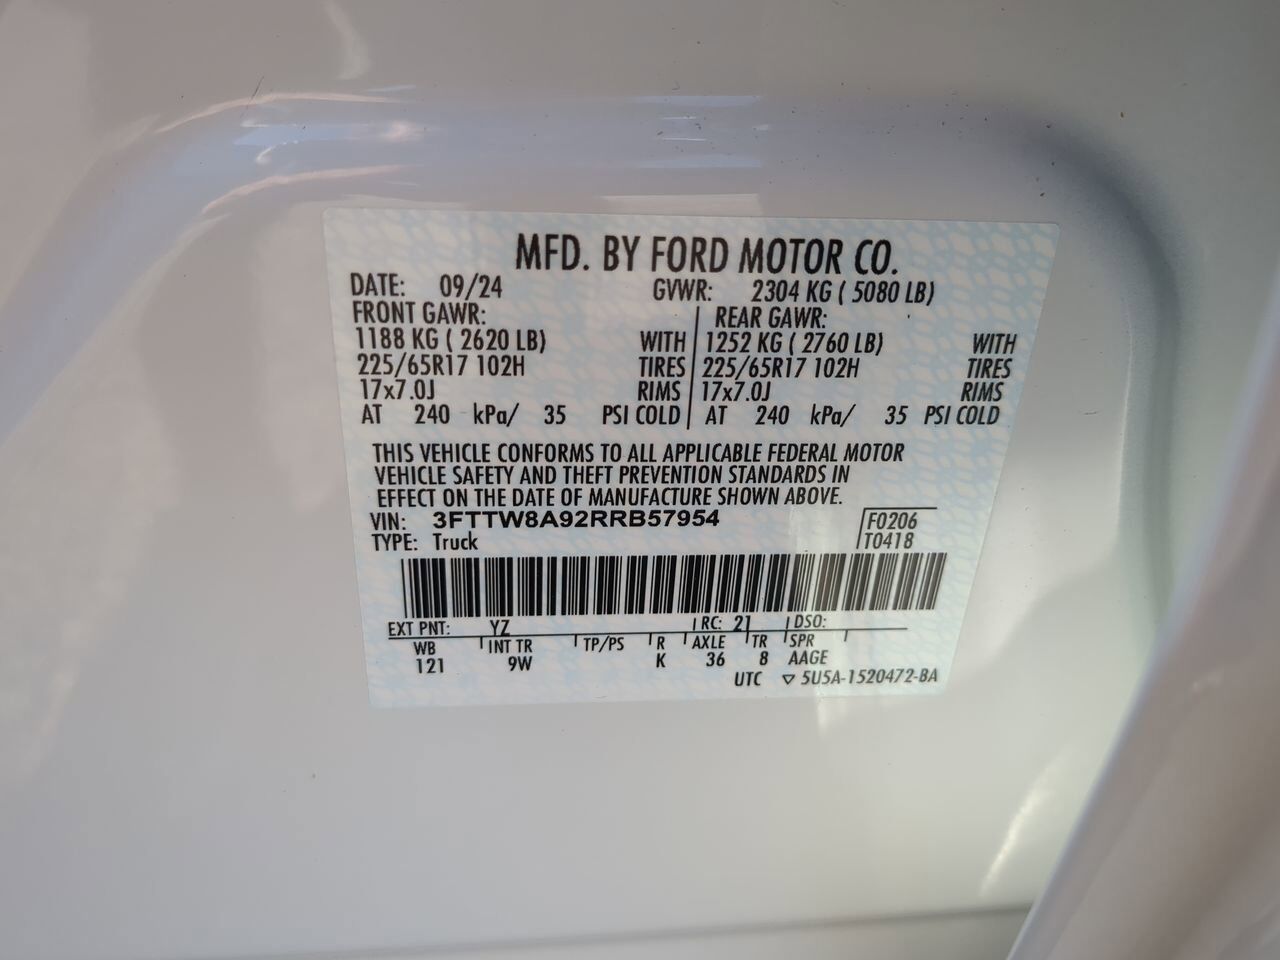 MFD. BY FORD MOTOR CO.
DATE: 09/24 GVWR: 2304 KG ( 5080 LB)
FRONT GAWR: REAR GAWR:
1188 KG ( 2620 LB) WITH 1252 KG ( 2760 LB) WITH
225/65R17 102H TIRES 225/65R17 102H TIRES
17x7.0J RIMS 17x7.0J RIMS
AT 240 kPa/ 35 PSI COLD AT 240 kPa/ 35 PSI COLD
THIS VEHICLE CONFORMS TO ALL APPLICABLE FEDERAL MOTOR
VEHICLE SAFETY AND THEFT PREVENTION STANDARDS IN
EFFECT ON THE DATE OF MANUFACTURE SHOWN ABOVE.
VIN: 3FTTW8A92RRB57954 F0206
TYPE: Truck T0418
EXT PNT: YZ RC: 21 DSO:
WB INT TR TP/PS R AXLE TR SPR
121 9W K 36 8 AAGE
UTC ▽ 5U5A-1520472-BA